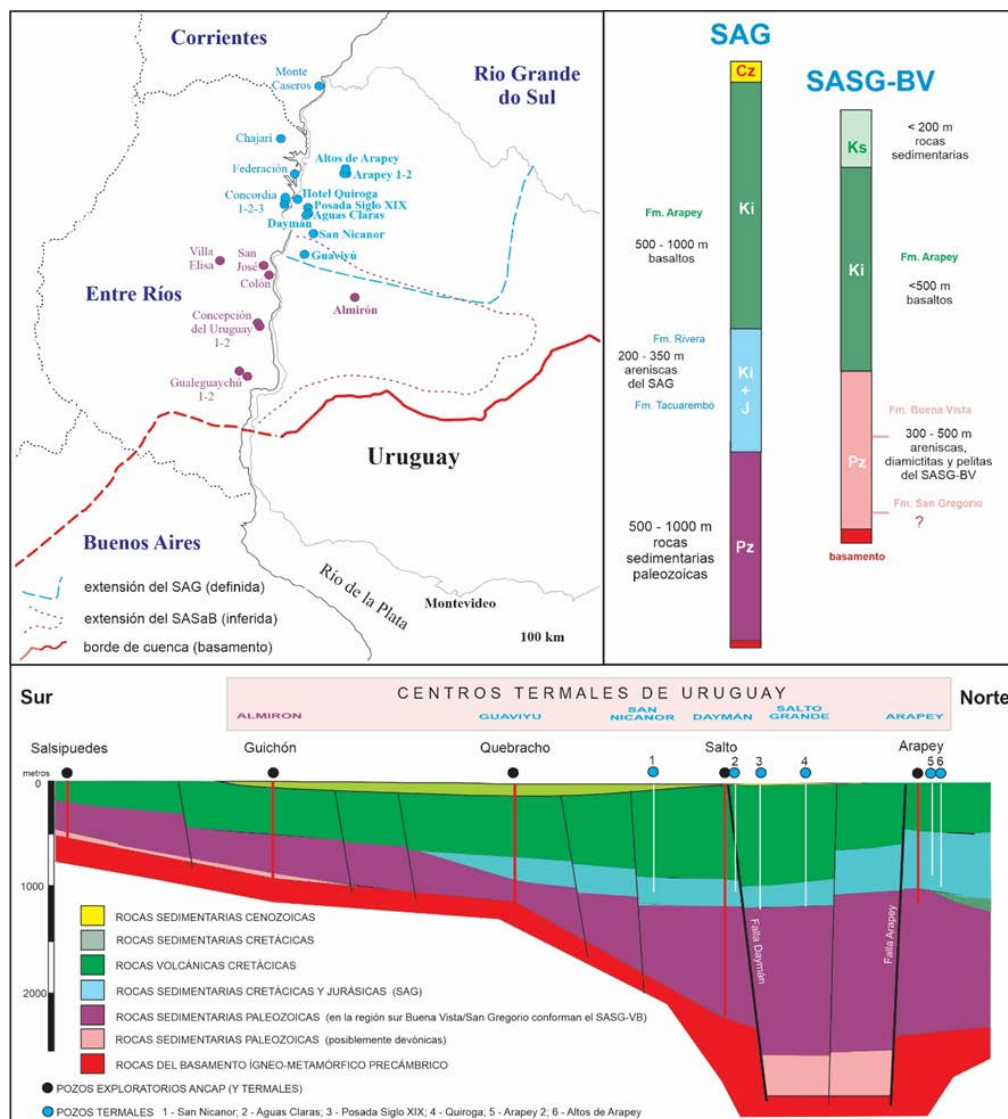 Corrientes
Monte
Caseros
Rio Grande
do Sul
Chajari
Altos de Arapey
Arapey 1-2
Federación
Hotel Quiroga
Concordia
1-2-3
Posada Siglo XIX
Aguas Claras
Daymán
San Nicanor
Villa
Elisa
San
José
Guaviyú
Colón
Entre Ríos
Almirón
Concepción
del Uruguay
1-2
Gualeguaychú
1-2
Uruguay
Buenos Aires
Río de la Plata
Montevideo
100 km
extensión del SAG (definida)
extensión del SASaB (inferida)
borde de cuenca (basamento)
SAG
Cz
Ki
Fm. Arapey
500 - 1000 m
basaltos
Fm. Rivera
200 - 350 m
areniscas
del SAG
Fm. Tacuarembó
Ki
+
J
500 - 1000 m
rocas
sedimentarias
paleozoicas
Pz
SASG-BV
Ks
< 200 m
rocas
sedimentarias
Ki
Fm. Arapey
<500 m
basaltos
Fm. Buena Vista
Pz
300 - 500 m
areniscas,
diamictitas y pelitas
del SASG-BV
Fm. San Gregorio
?
basamento
Sur
CENTROS TERMALES DE URUGUAY
Norte
ALMIRON
GUAVIYU
SAN
NICANOR
DAYMÁN
SALTO
GRANDE
ARAPEY
Salsipuedes
Guichón
Quebracho
Salto
Arapey
metros
1
2
3
4
5
6
0
1000
2000
Falla Daymán
Falla Arapey
ROCAS SEDIMENTARIAS CENOZOICAS
ROCAS SEDIMENTARIAS CRETÁCICAS
ROCAS VOLCÁNICAS CRETÁCICAS
ROCAS SEDIMENTARIAS CRETÁCICAS Y JURÁSICAS (SAG)
ROCAS SEDIMENTARIAS PALEOZOICAS (en la región sur Buena Vista/San Gregorio conforman el SASG-VB)
ROCAS SEDIMENTARIAS PALEOZOICAS (posiblemente devónicas)
ROCAS DEL BASAMENTO ÍGNEO-METAMÓRFICO PRECÁMBRICO
POZOS EXPLORATORIOS ANCAP (Y TERMALES)
POZOS TERMALES 1 - San Nicanor; 2 - Aguas Claras; 3 - Posada Siglo XIX; 4 - Quiroga; 5 - Arapey 2; 6 - Altos de Arapey